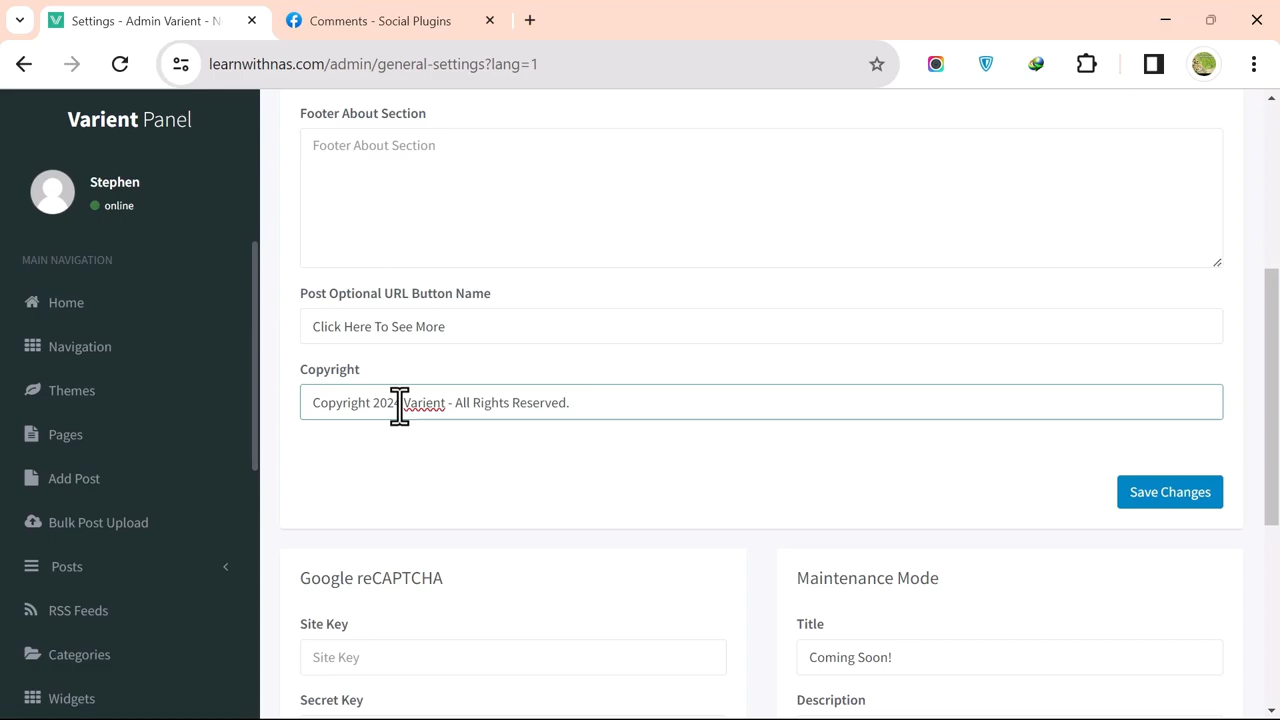 Settings - Admin Varient - N
Comments - Social Plugins
learnwithnas.com/admin/general-settings?lang=1
Varient Panel
Stephen
online
MAIN NAVIGATION
Home
Navigation
Themes
Pages
Add Post
Bulk Post Upload
Posts
RSS Feeds
Categories
Widgets
Footer About Section
Footer About Section
Post Optional URL Button Name
Click Here To See More
Copyright
Copyright 2024 Varient - All Rights Reserved.
Save Changes
Google reCAPTCHA
Site Key
Site Key
Secret Key
Maintenance Mode
Title
Coming Soon!
Description